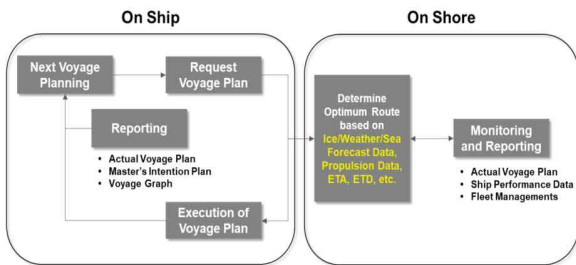 On Ship
On Shore
Next Voyage
Planning
Request
Voyage Plan
Reporting
• Actual Voyage Plan
• Master's Intention Plan
• Voyage Graph
Execution of
Voyage Plan
Determine
Optimum Route
based on
Ice/Weather/Sea
Forecast Data,
Propulsion Data,
ETA, ETD, etc.
Monitoring
and Reporting
• Actual Voyage Plan
• Ship Performance Data
• Fleet Managements